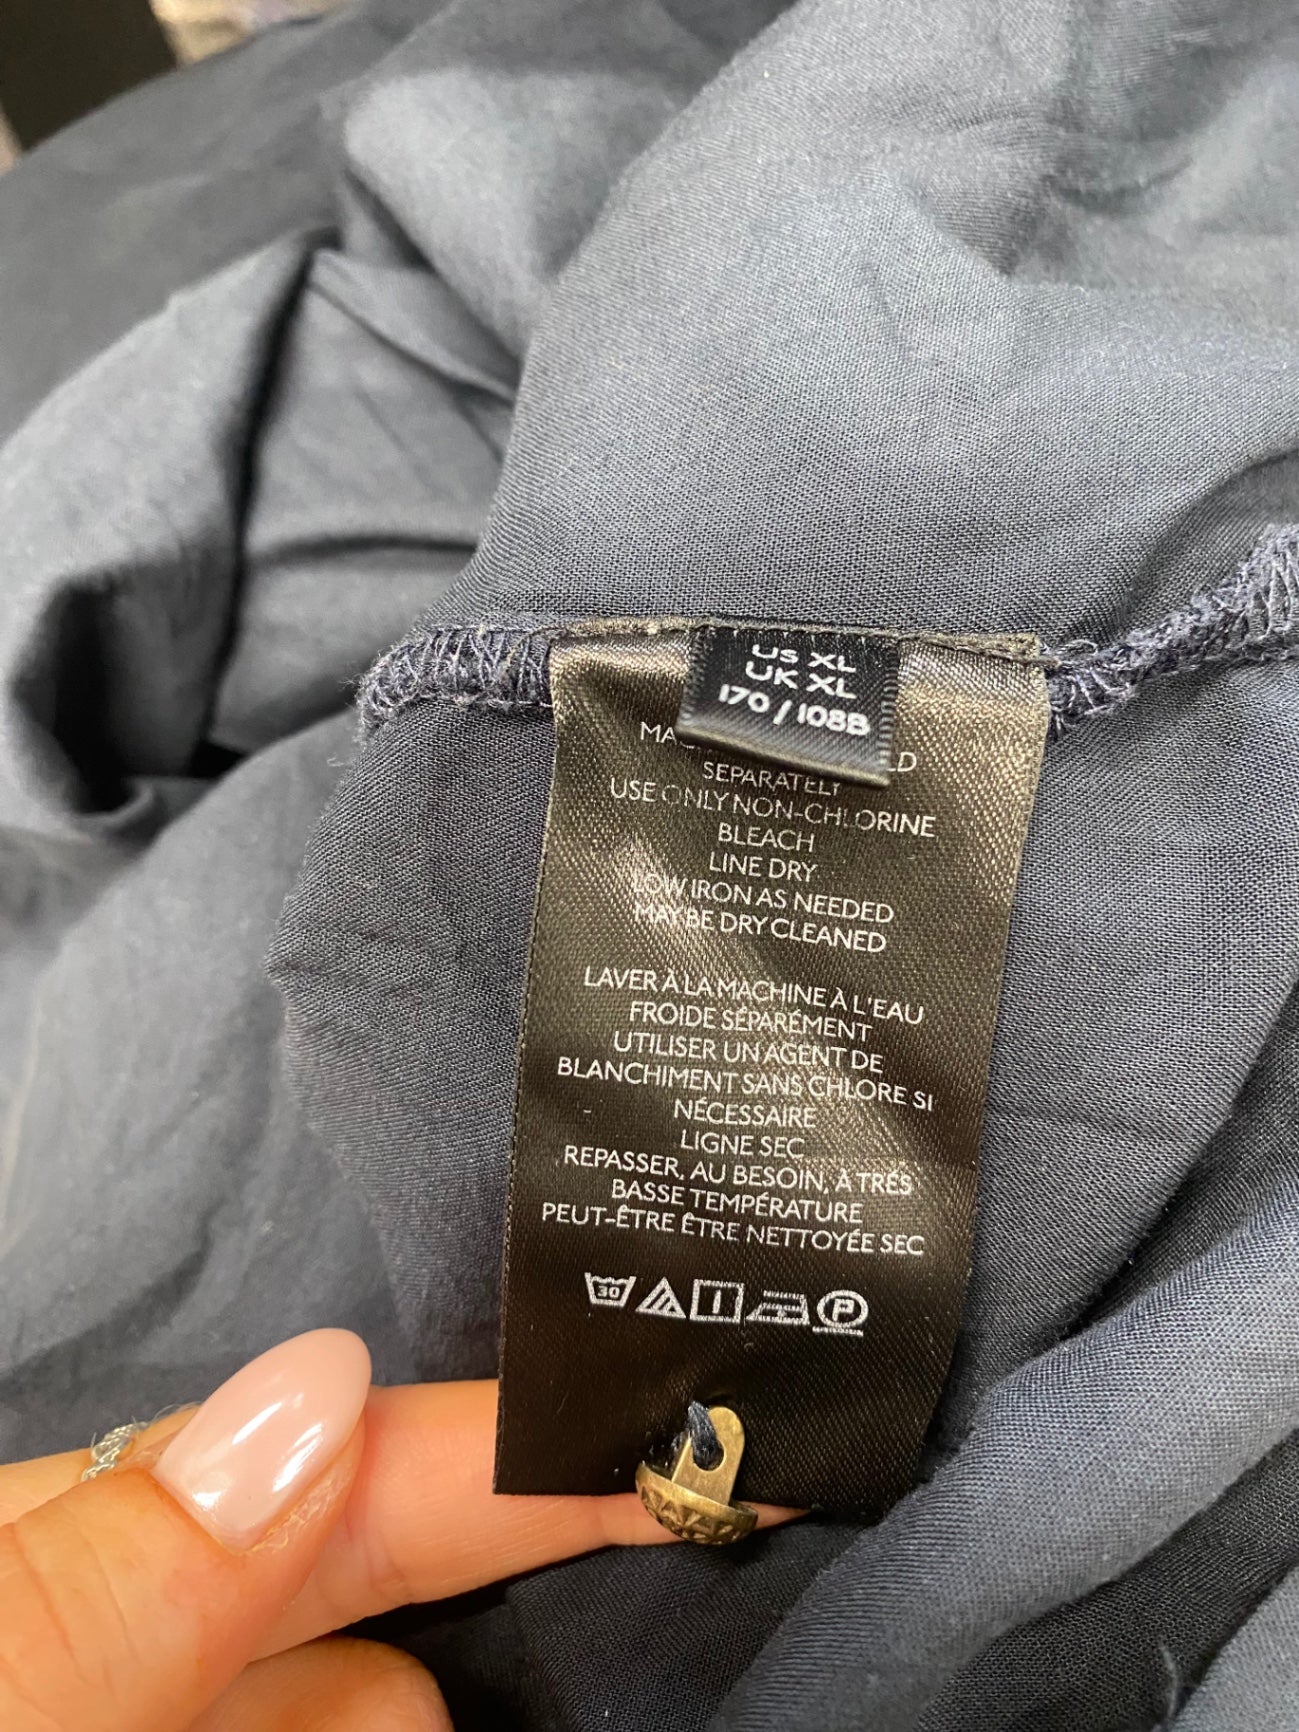 US XL
UK XL
170 / 108B
SEPARATELY
USE ONLY NON-CHLORINE
BLEACH
LINE DRY
LOW IRON AS NEEDED
MAY BE DRY CLEANED
LAVER À LA MACHINE À L'EAU
FROIDE SÉPARÉMENT
UTILISER UN AGENT DE
BLANCHIMENT SANS CHLORE SI
NÉCESSAIRE
LIGNE SEC
REPASSER, AU BESOIN, À TRÈS
BASSE TEMPÉRATURE
PEUT-ÊTRE ÊTRE NETTOYÉE SEC
30 P